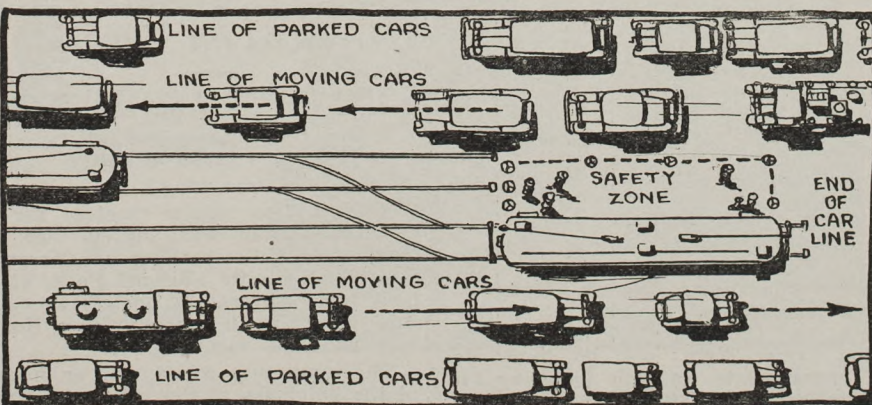 LINE OF PARKED CARS
LINE OF MOVING CARS
SAFETY
ZONE
END
OF
CAR
LINE
LINE OF MOVING CARS
LINE OF PARKED CARS